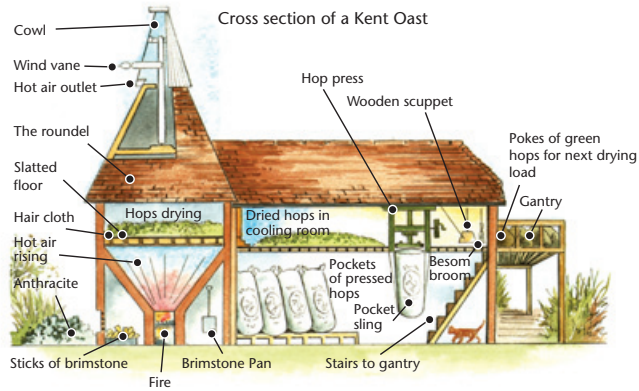 Cross section of a Kent Oast
Cowl
Wind vane
Hot air outlet
The roundel
Slatted
floor
Hair cloth
Hot air
rising
Anthracite
Sticks of brimstone
Fire
Brimstone Pan
Hops drying
Dried hops in
cooling room
Hop press
Wooden scuppet
Pokes of green
hops for next drying
load
Gantry
Besom
broom
Pockets
of pressed
hops
Pocket
sling
Stairs to gantry